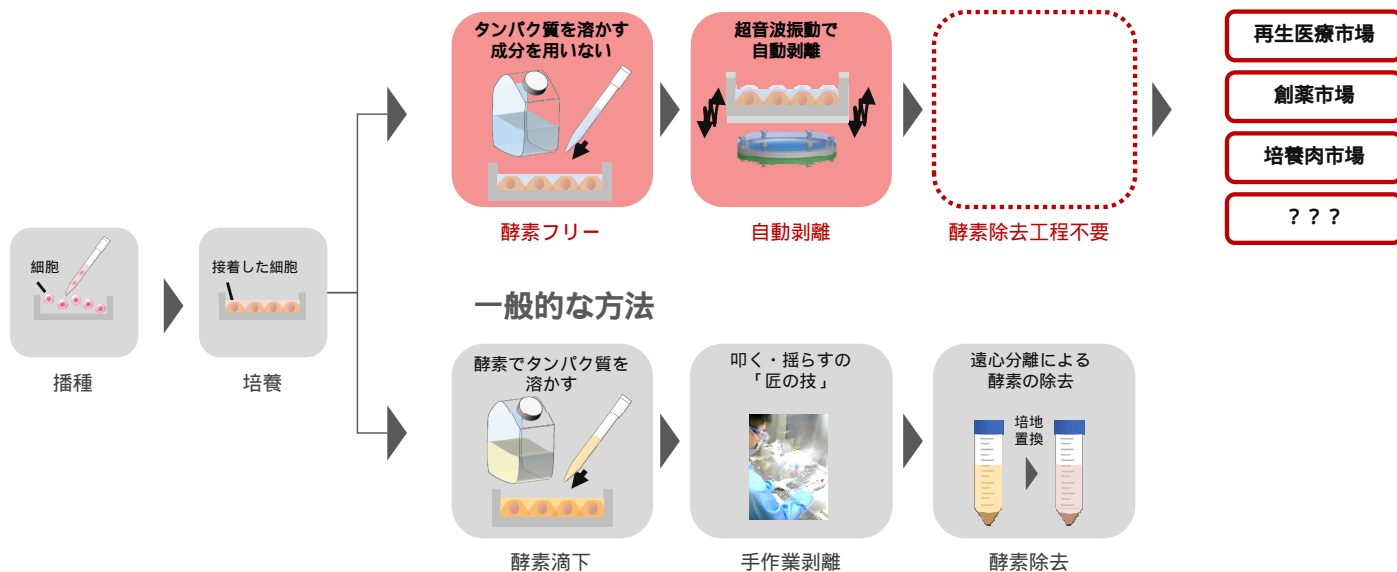 タンパク質を溶かす
成分を用いない
超音波振動で
自動剥離
酵素フリー
自動剥離
酵素除去工程不要
再生医療市場
創薬市場
培養肉市場
？？？
細胞
播種
接着した細胞
培養
一般的な方法
酵素でタンパク質を
溶かす
叩く・揺らすの
「匠の技」
遠心分離による
酵素の除去
培地
置換
酵素滴下
手作業剥離
酵素除去